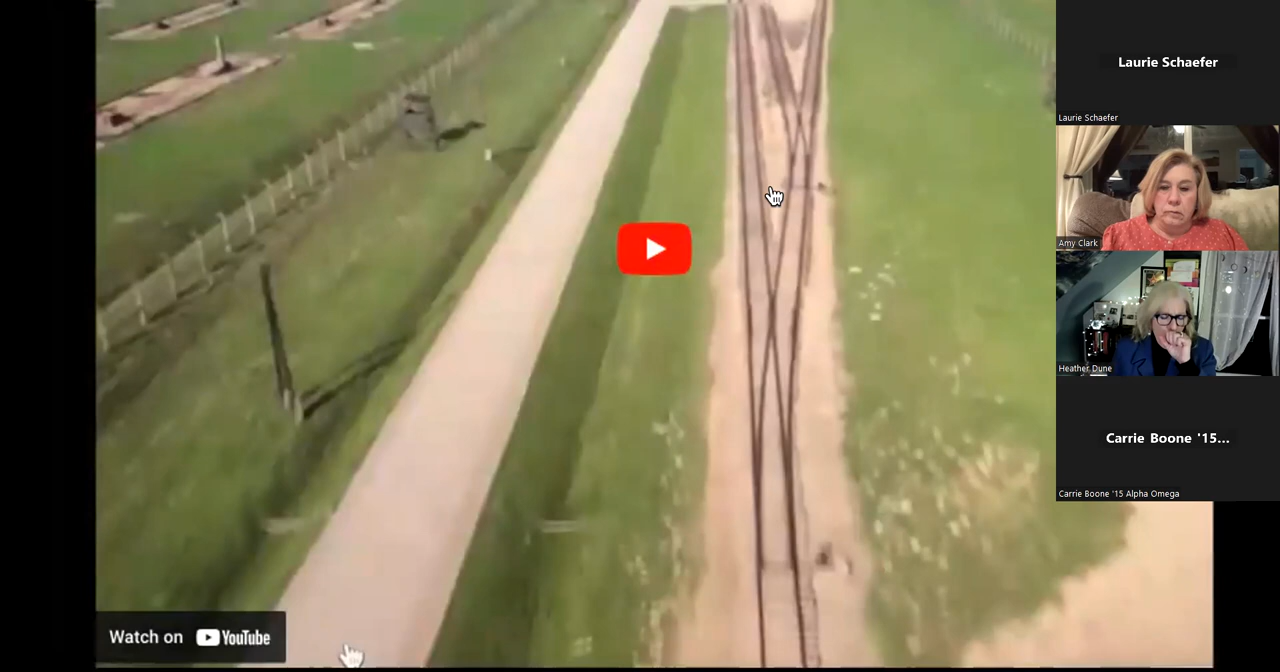 Laurie Schaefer
Laurie Schaefer
Amy Clark
Heather Dune
Carrie Boone '15...
Carrie Boone '15 Alpha Omega
Watch on YouTube